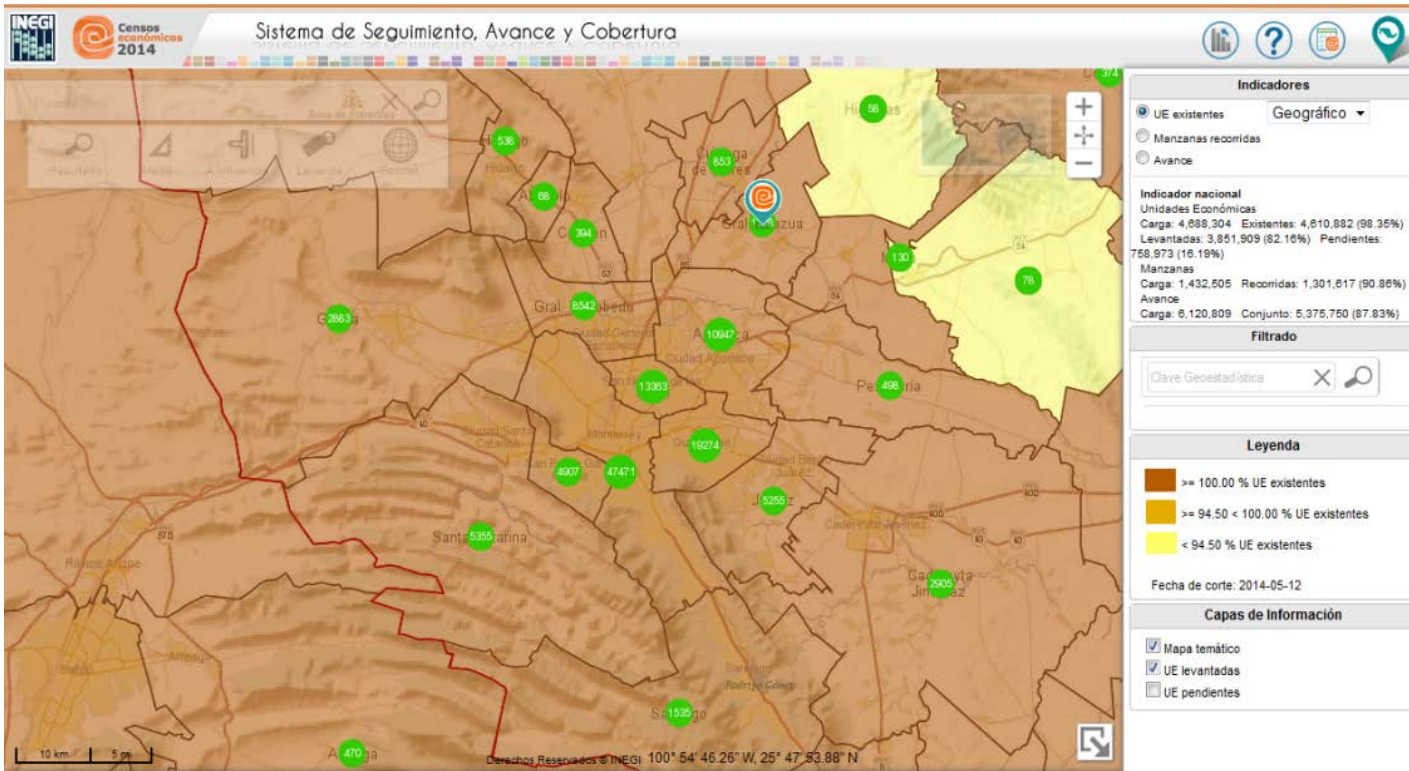 INEGI
Censos
económicos
2014
Sistema de Seguimiento, Avance y Cobertura
374
58
538
Hidalgo
853
68
394
130
78
8542
2883
10947
13363
498
19274
4907
47471
5255
5355
2905
1535
470
Monterrey
Ramos Arizpe
Arteaga
Cadereyta Jiménez
Santiago
10 km
5 mi
Derechos Reservados © INEGI
100° 54' 46.26" W, 25° 47' 53.88" N
Indicadores
UE existentes
Geográfico
Manzanas recorridas
Avance
Indicador nacional
Unidades Económicas
Carga: 4,688,304 Existentes: 4,610,882 (98.35%)
Levantadas: 3,851,909 (82.16%) Pendientes:
758,973 (16.19%)
Manzanas
Carga: 1,432,505 Recorridas: 1,301,617 (90.86%)
Avance
Carga: 6,120,809 Conjunto: 5,375,750 (87.83%)
Filtrado
Clave Geoestadística
Leyenda
>= 100.00 % UE existentes
>= 94.50 < 100.00 % UE existentes
< 94.50 % UE existentes
Fecha de corte: 2014-05-12
Capas de Información
Mapa temático
UE levantadas
UE pendientes